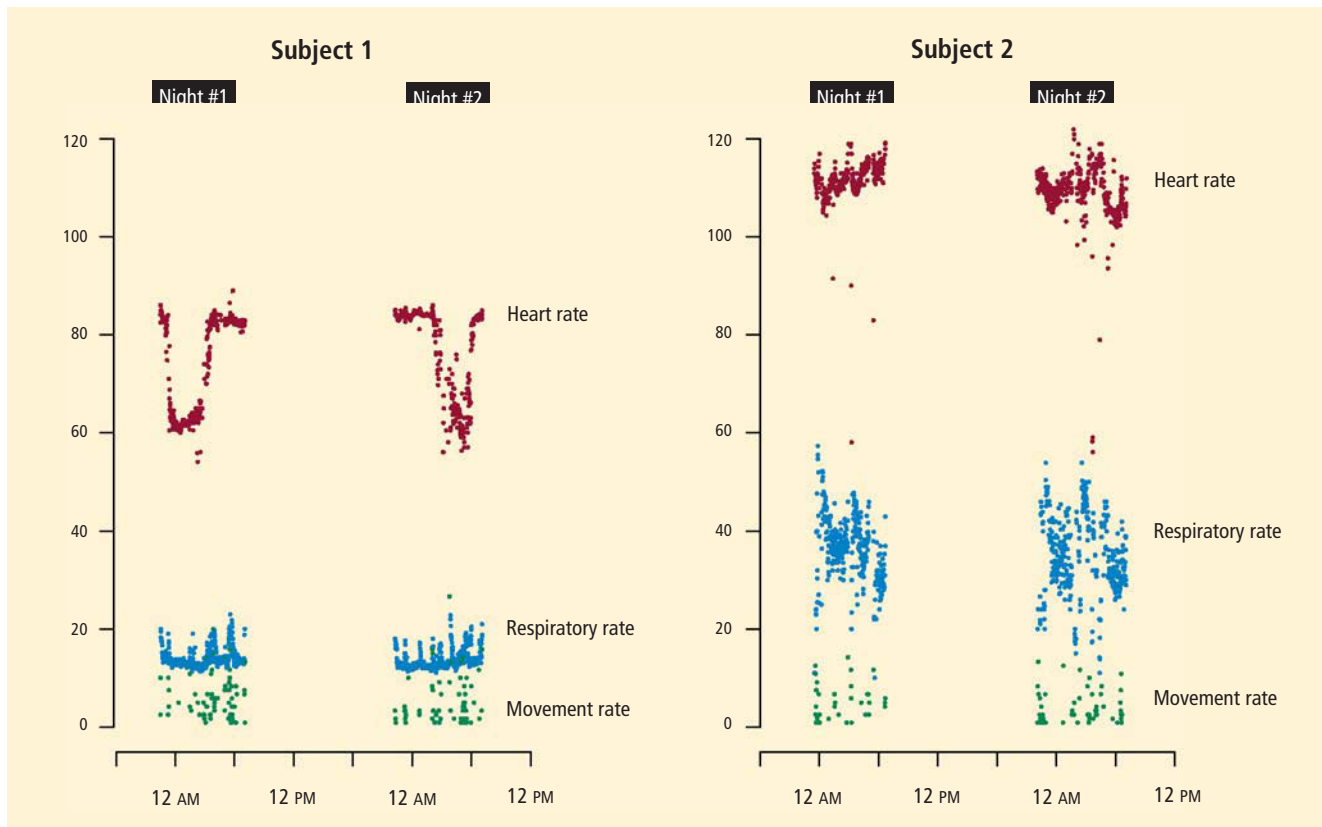 Subject 1
Subject 2
Night #1
Night #2
Night #1
Night #2
120
100
80
60
40
20
0
Heart rate
Respiratory rate
Movement rate
12 AM
12 PM
12 AM
12 PM
120
100
80
60
40
20
0
Heart rate
Respiratory rate
Movement rate
12 AM
12 PM
12 AM
12 PM